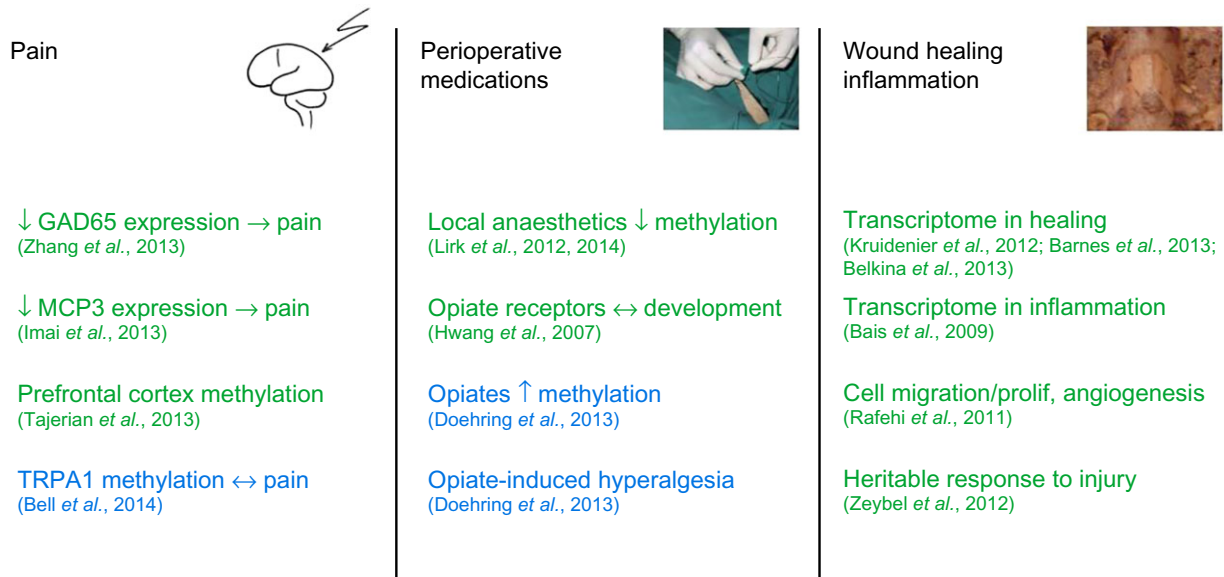 Pain
↓ GAD65 expression → pain
(Zhang et al., 2013)
↓ MCP3 expression → pain
(Imai et al., 2013)
Prefrontal cortex methylation
(Tajerian et al., 2013)
TRPA1 methylation ↔ pain
(Bell et al., 2014)
Perioperative
medications
Local anaesthetics ↓ methylation
(Lirk et al., 2012, 2014)
Opiate receptors ↔ development
(Hwang et al., 2007)
Opiates ↑ methylation
(Doehring et al., 2013)
Opiate-induced hyperalgesia
(Doehring et al., 2013)
Wound healing
inflammation
Transcriptome in healing
(Kruidenier et al., 2012; Barnes et al., 2013;
Belkina et al., 2013)
Transcriptome in inflammation
(Bais et al., 2009)
Cell migration/prolif, angiogenesis
(Rafehi et al., 2011)
Heritable response to injury
(Zeybel et al., 2012)